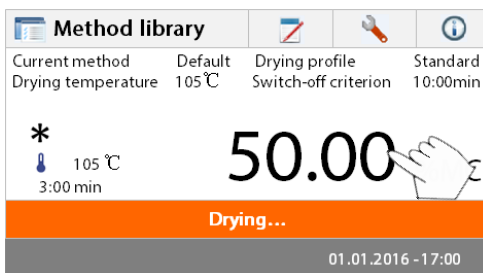 Method library
Current method Default Drying profile Standard
Drying temperature 105℃ Switch-off criterion 10:00min
*
50.00
105 ℃
3:00 min
Drying...
01.01.2016 -17:00